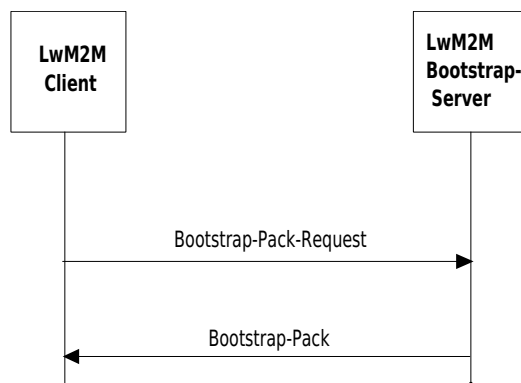 LwM2M
Client
LwM2M
Bootstrap-
Server
Bootstrap-Pack-Request
Bootstrap-Pack